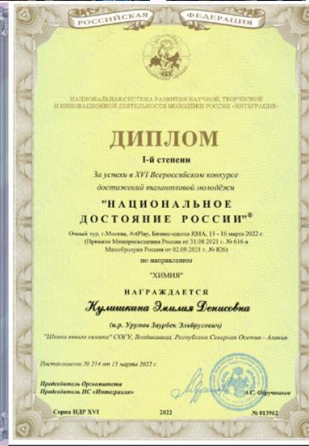 РОССИЙСКАЯ ФЕДЕРАЦИЯ
НАЦИОНАЛЬНАЯ СИСТЕМА РАЗВИТИЯ НАУЧНОЙ, ТВОРЧЕСКОЙ
И ИННОВАЦИОННОЙ ДЕЯТЕЛЬНОСТИ МОЛОДЁЖИ РОССИИ «ИНТЕГРАЦИЯ»
ДИПЛОМ
I-й степени
За успехи в XVI Всероссийском конкурсе
достижений талантливой молодёжи
"НАЦИОНАЛЬНОЕ
ДОСТОЯНИЕ РОССИИ"®
Очный тур, г.Москва, ArtPlay, Бизнес-школа RMA, 15 - 16 марта 2022 г.
(Приказы Минпросвещения России от 31.08.2021 г. № 616 и
Минобрнауки России от 02.09.2021 г. № 826)
по направлению
"ХИМИЯ"
НАГРАЖДАЕТСЯ
Кулишкина Эмилия Денисовна
(н.р. Уруков Заурбек Эльбрусович)
"Школа юного химика" СОГУ, Владикавказ, Республика Северная Осетия - Алания
Постановление № 214 от 15 марта 2022 г.
Председатель Оргкомитета
Председатель НС «Интеграция»
А.С. Обручников
Серия НДР XVI 2022 № 013962